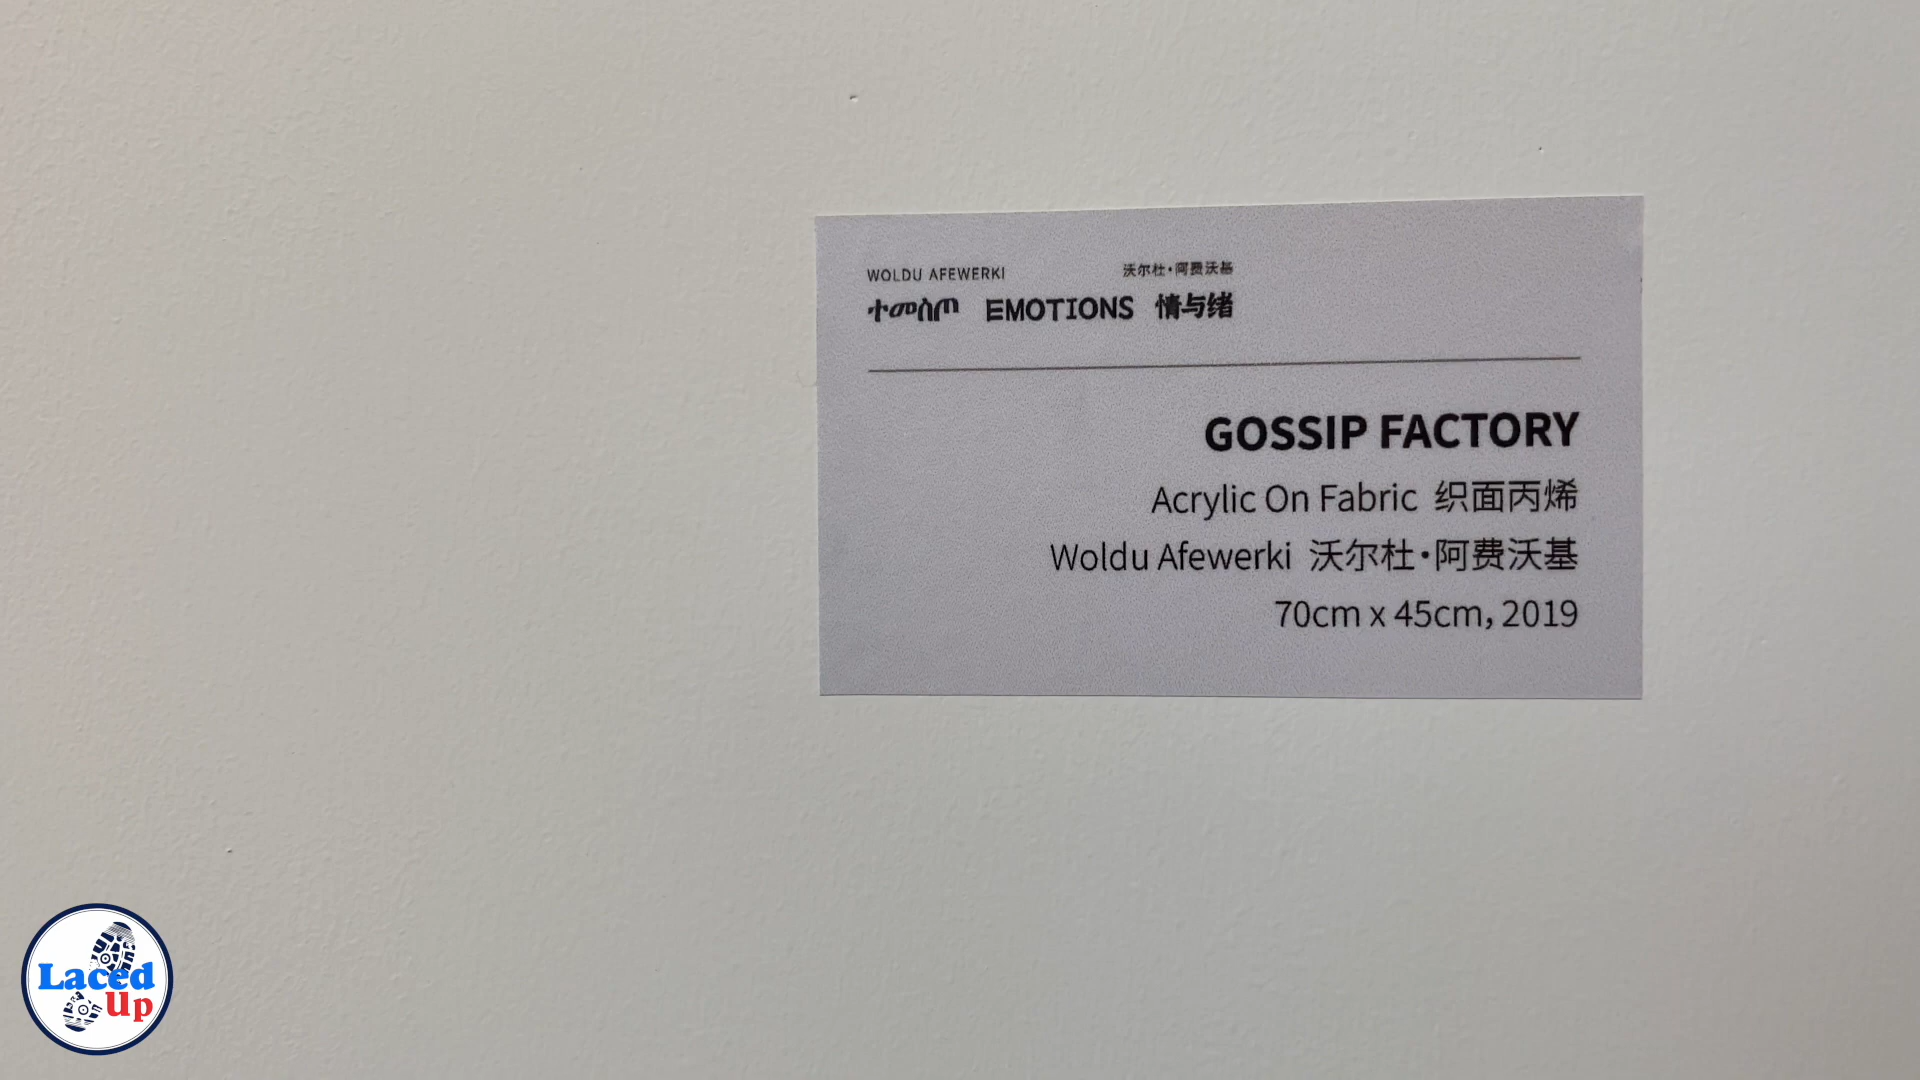 WOLDU AFEWERKI 沃尔杜·阿费沃基
ተመስጦ EMOTIONS 情与绪
GOSSIP FACTORY
Acrylic On Fabric 织面丙烯
Woldu Afewerki 沃尔杜·阿费沃基
70cm x 45cm, 2019
Laced
Up